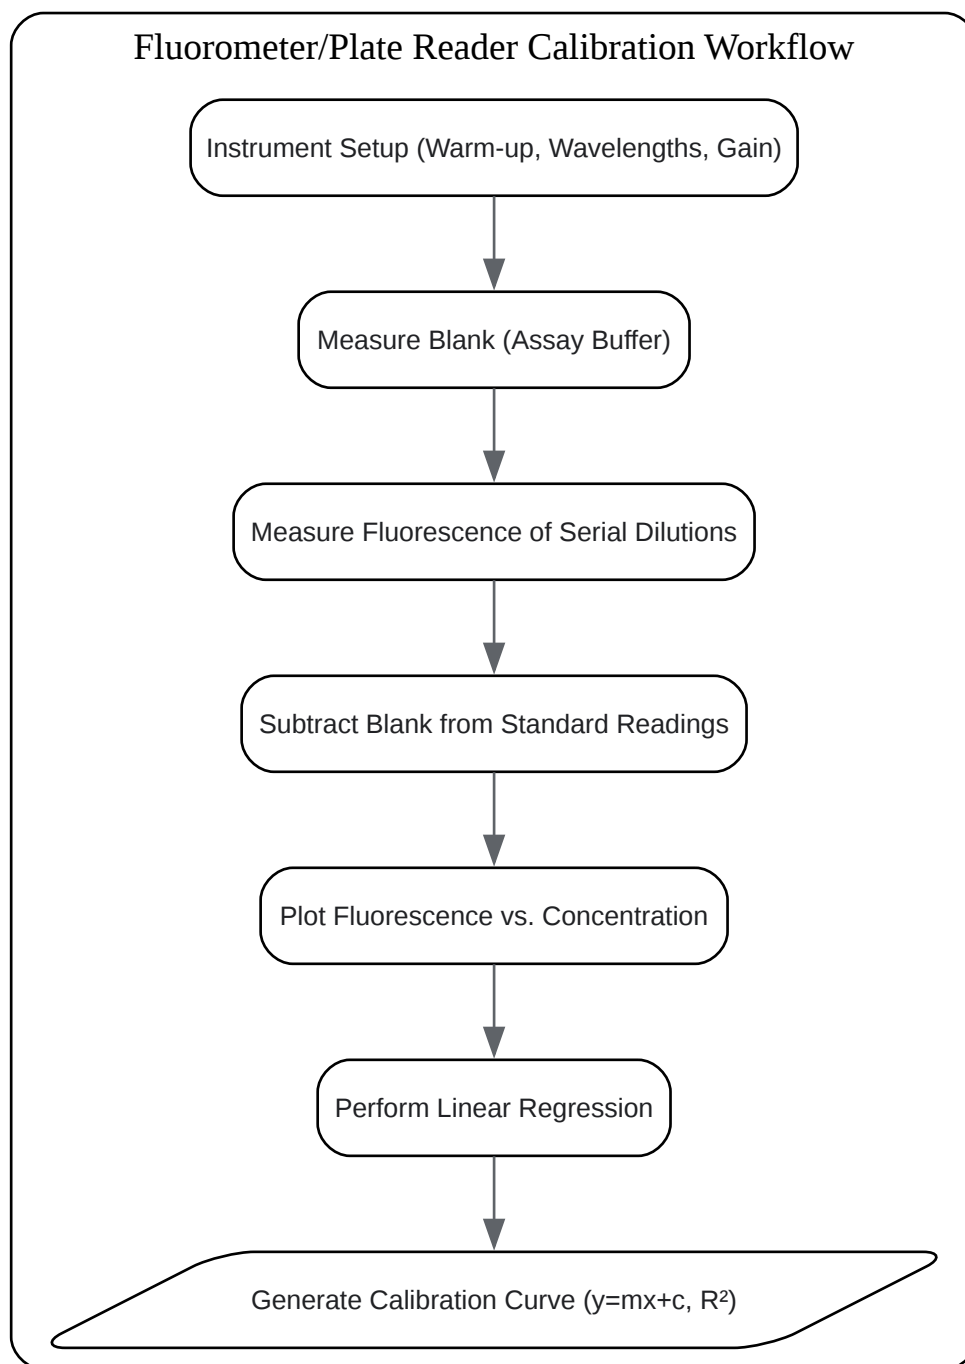 Fluorometer/Plate Reader Calibration Workflow
Instrument Setup (Warm-up, Wavelengths, Gain)
Measure Blank (Assay Buffer)
Measure Fluorescence of Serial Dilutions
Subtract Blank from Standard Readings
Plot Fluorescence vs. Concentration
Perform Linear Regression
Generate Calibration Curve (y=mx+c, R²)